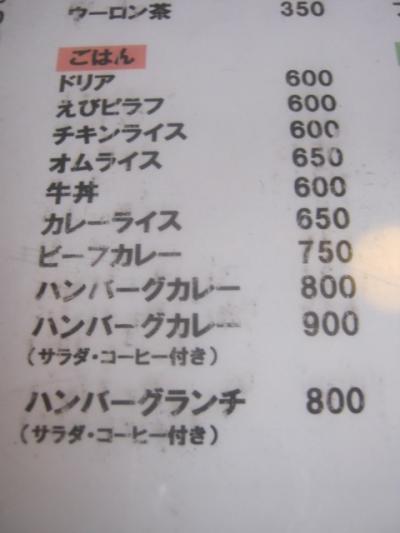 ウーロン茶 350
ごはん
ドリア 600
えびピラフ 600
チキンライス 600
オムライス 650
牛丼 600
カレーライス 650
ビーフカレー 750
ハンバーグカレー 800
ハンバーグカレー 900
(サラダ・コーヒー付き)
ハンバーグランチ 800
(サラダ・コーヒー付き)